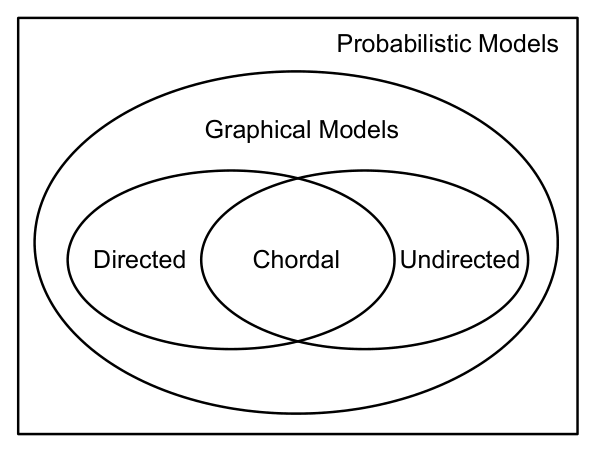 Probabilistic Models
Graphical Models
Directed
Chordal
Undirected